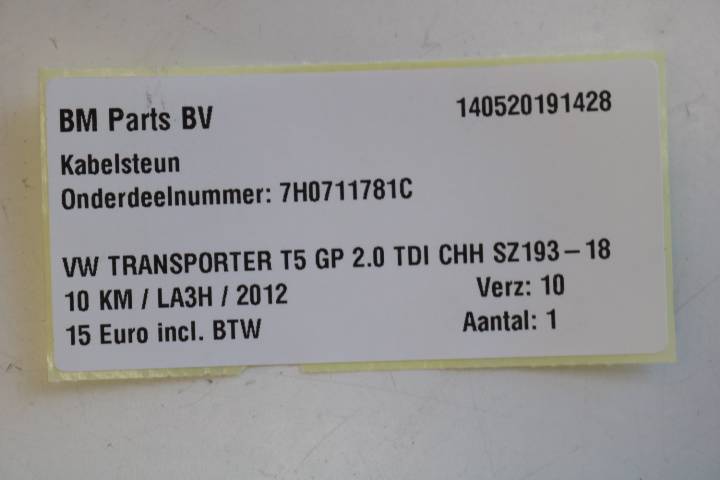 BM Parts BV 140520191428
Kabelsteun
Onderdeelnummer: 7H0711781C
VW TRANSPORTER T5 GP 2.0 TDI CHH SZ193-18
10 KM / LA3H / 2012 Verz: 10
15 Euro incl. BTW Aantal: 1